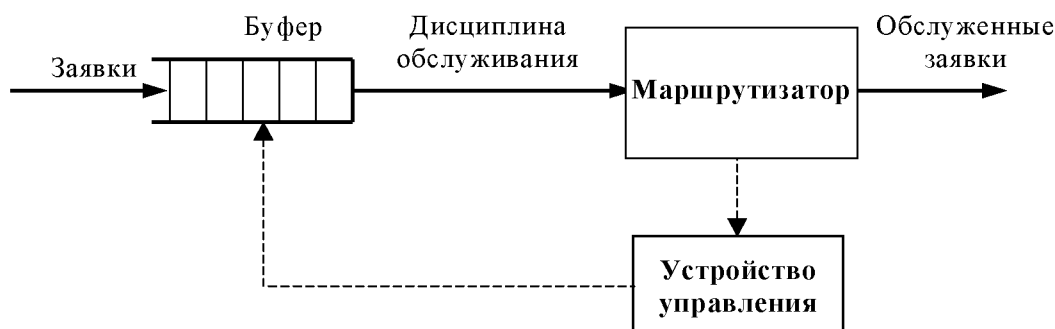 Буфер
Дисциплина
обслуживания
Обслуженные
заявки
Заявки
Маршрутизатор
Устройство
управления